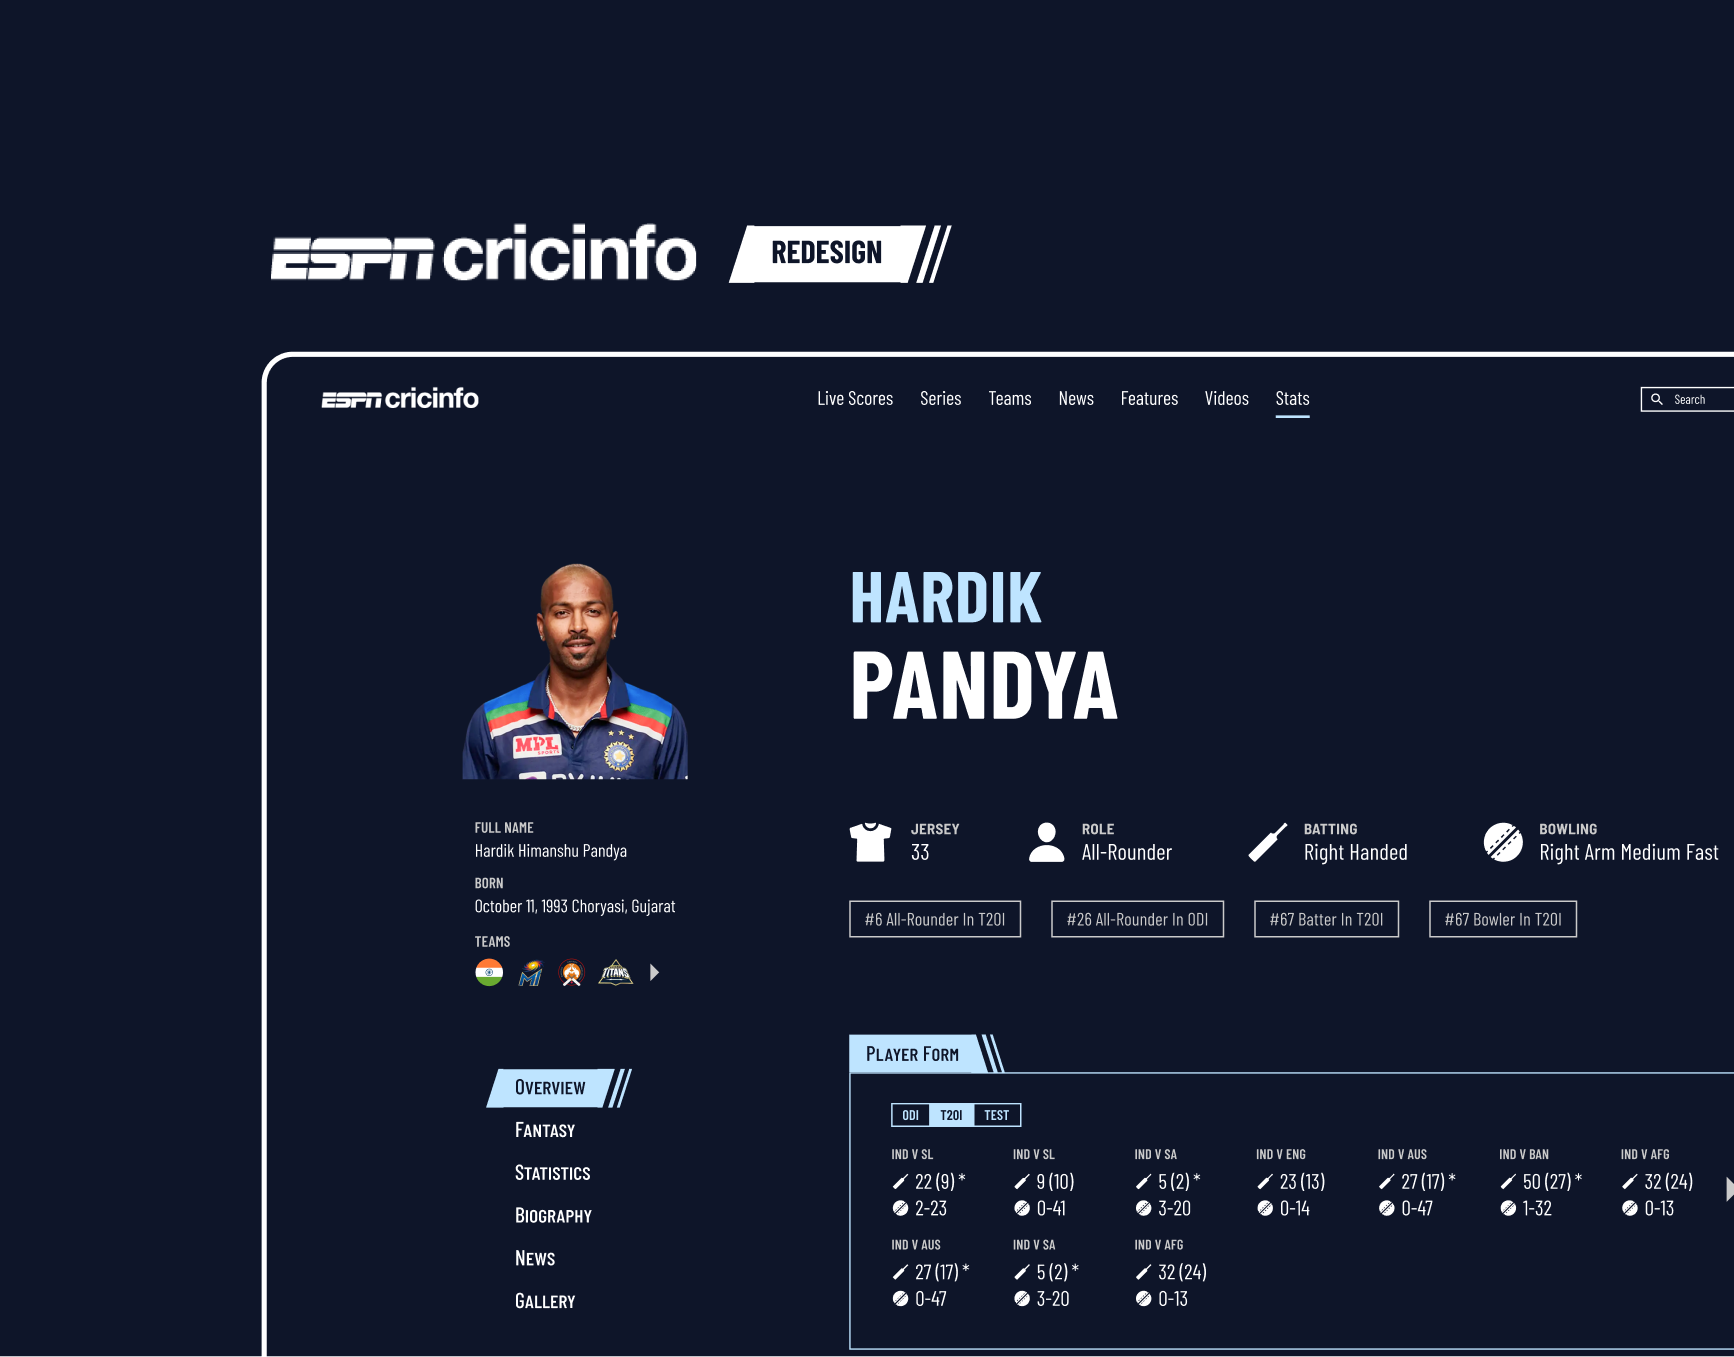 ESPN cricinfo REDESIGN
ESPN cricinfo Live Scores Series Teams News Features Videos Stats Search
HARDIK
PANDYA
MPL
SPORTS
FULL NAME
Hardik Himanshu Pandya
BORN
October 11, 1993 Choryasi, Gujarat
TEAMS
TITANS
JERSEY
33
ROLE
All-Rounder
BATTING
Right Handed
BOWLING
Right Arm Medium Fast
#6 All-Rounder In T20I #26 All-Rounder In ODI #67 Batter In T20I #67 Bowler In T20I
OVERVIEW
FANTASY
STATISTICS
BIOGRAPHY
NEWS
GALLERY
PLAYER FORM
ODI T20I TEST
IND V SL IND V SL IND V SA IND V ENG IND V AUS IND V BAN IND V AFG
22 (9) * 9 (10) 5 (2) * 23 (13) 27 (17) * 50 (27) * 32 (24)
2-23 0-41 3-20 0-14 0-47 1-32 0-13
IND V AUS IND V SA IND V AFG
27 (17) * 5 (2) * 32 (24)
0-47 3-20 0-13